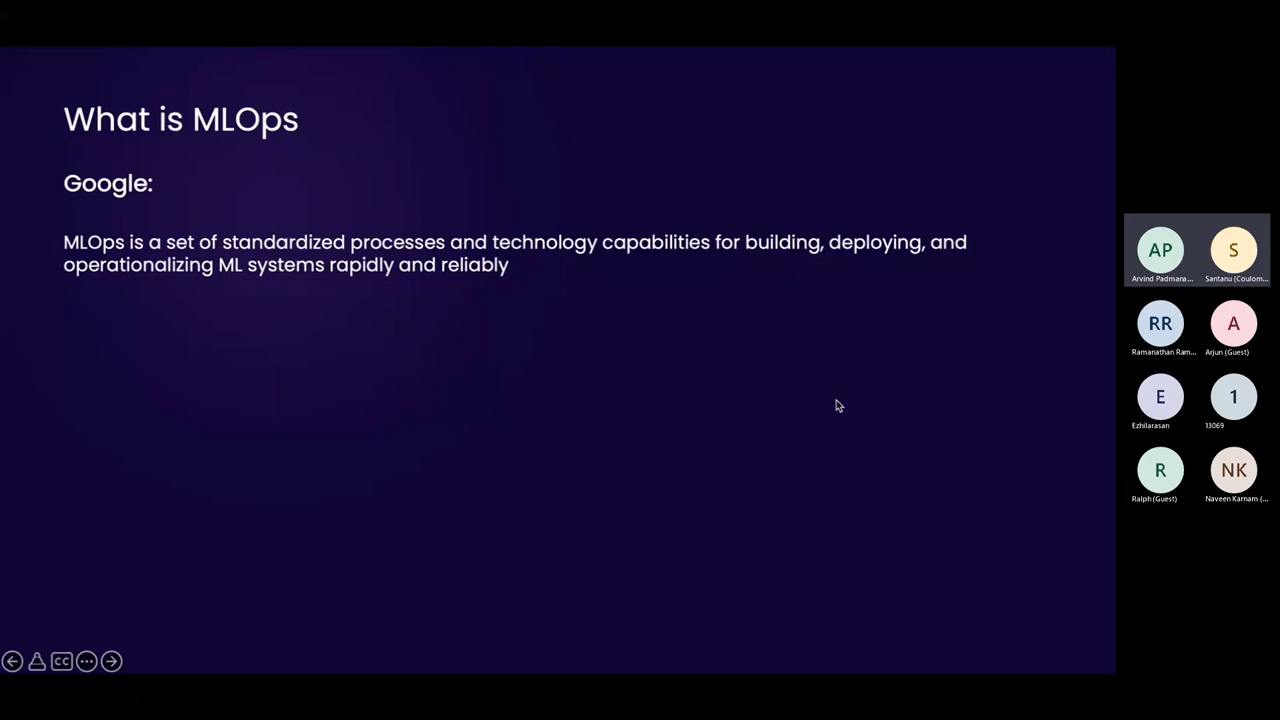 What is MLOps
Google:
MLOps is a set of standardized processes and technology capabilities for building, deploying, and
operationalizing ML systems rapidly and reliably
AP
S
Arvind Padmana...
Santanu (Coulom...
RR
A
Ramanathan Ram...
Arjun (Guest)
E
1
Ezhilarasan
13069
R
NK
Ralph (Guest)
Naveen Karnam (...
CC